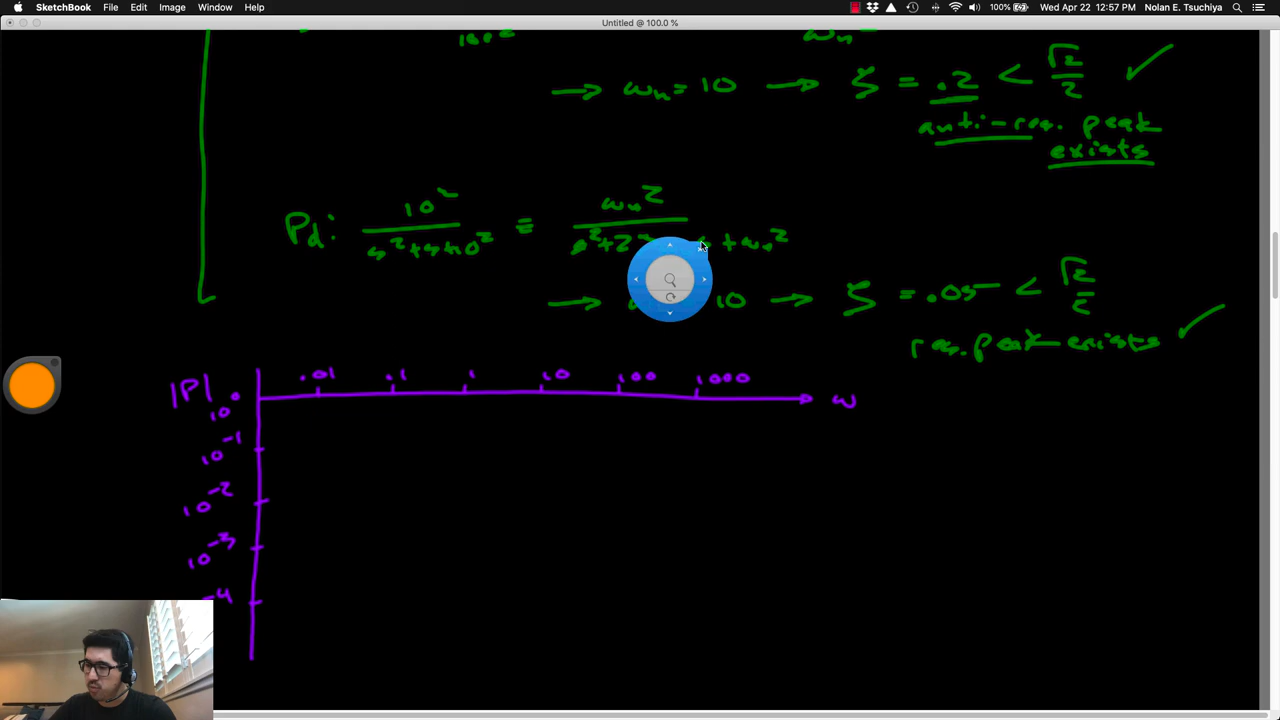 SketchBook File Edit Image Window Help 100% Wed Apr 22 12:57 PM Nolan E. Tsuchiya
Untitled @ 100.0 %
→ ωn = 10 → ζ = .2 < √2/2 ✓
anti-res. peak
exists
Pd: 10²/(s²+s+10²) = ωn²/(s²+2 +ωn²)
→ 10 → ζ = .05 < √2/2
res. peak exists ✓
|P| .01 .1 1 10 100 1000 ω
10⁰
10⁻¹
10⁻²
10⁻³
-4